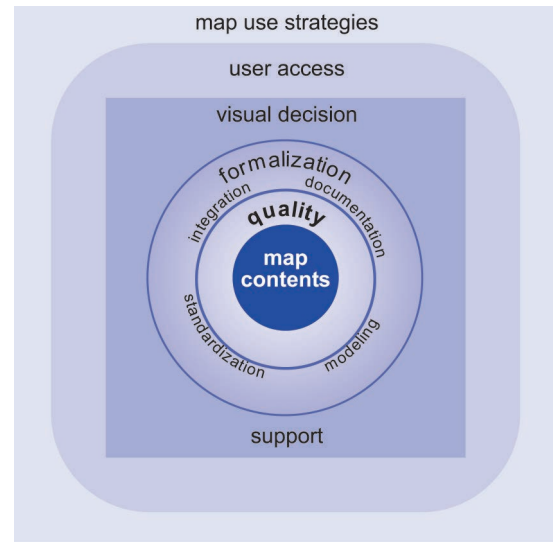 map use strategies
user access
visual decision
formalization
integration
documentation
quality
map
contents
standardization
modeling
support